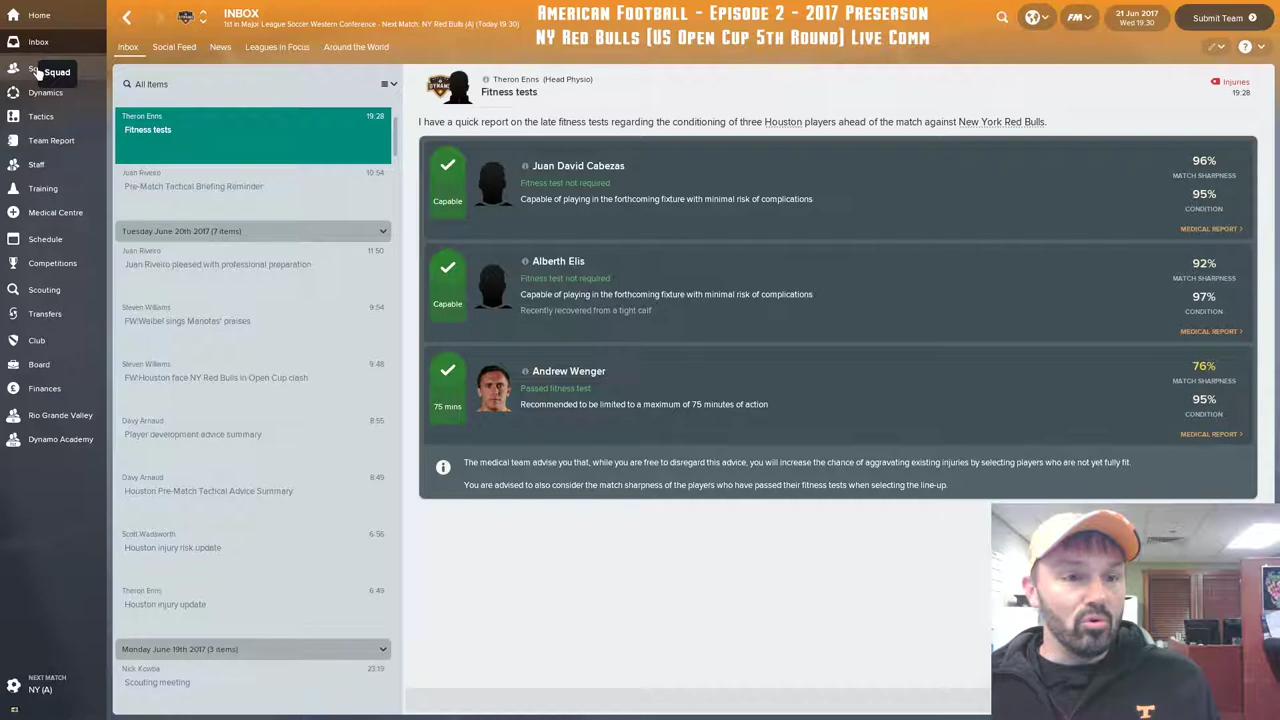 Home
Inbox
Squad
Dynamics
Tactics
Team Report
Staff
Training
Medical Centre
Schedule
Competitions
Scouting
Transfers
Club
Board
Finances
Rio Grande Valley
Dynamo Academy
NEXT MATCH
NY (A)
INBOX
1st in Major League Soccer Western Conference - Next Match: NY Red Bulls (A) (Today 19:30)
American Football - Episode 2 - 2017 Preseason
NY Red Bulls (US Open Cup 5th Round) Live Comm
FM
21 Jun 2017
Wed 19:30
Submit Team
Inbox Social Feed News Leagues in Focus Around the World
All Items
Theron Enns 19:28
Fitness tests
Juan Riveiro 10:54
Pre-Match Tactical Briefing Reminder
Tuesday June 20th 2017 (7 items)
Juan Riveiro 11:50
Juan Riveiro pleased with professional preparation
Steven Williams 9:54
FW:Waibel sings Manotas' praises
Steven Williams 9:48
FW:Houston face NY Red Bulls in Open Cup clash
Davy Arnaud 8:55
Player development advice summary
Davy Arnaud 8:49
Houston Pre-Match Tactical Advice Summary
Scott Wadsworth 6:56
Houston injury risk update
Theron Enns 6:49
Houston injury update
Monday June 19th 2017 (3 items)
Nick Kowba 23:19
Scouting meeting
Theron Enns (Head Physio)
Fitness tests
Injuries
19:28
I have a quick report on the late fitness tests regarding the conditioning of three Houston players ahead of the match against New York Red Bulls.
Capable
Juan David Cabezas
Fitness test not required
Capable of playing in the forthcoming fixture with minimal risk of complications
96%
MATCH SHARPNESS
95%
CONDITION
MEDICAL REPORT >
Capable
Alberth Elis
Fitness test not required
Capable of playing in the forthcoming fixture with minimal risk of complications
Recently recovered from a tight calf
92%
MATCH SHARPNESS
97%
CONDITION
MEDICAL REPORT >
75 mins
Andrew Wenger
Passed fitness test
Recommended to be limited to a maximum of 75 minutes of action
76%
MATCH SHARPNESS
95%
CONDITION
MEDICAL REPORT >
The medical team advise you that, while you are free to disregard this advice, you will increase the chance of aggravating existing injuries by selecting players who are not yet fully fit.
You are advised to also consider the match sharpness of the players who have passed their fitness tests when selecting the line-up.